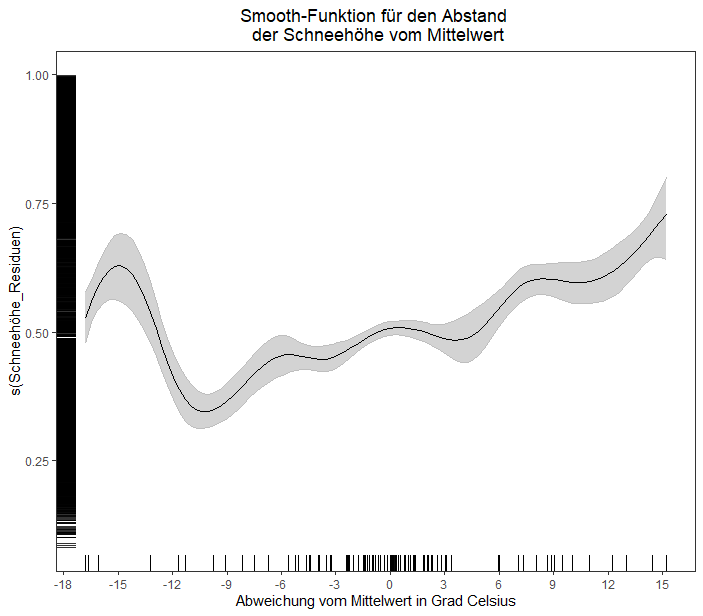 Smooth-Funktion für den Abstand
der Schneehöhe vom Mittelwert
s(Schneehöhe_Residuen)
1.00
0.75
0.50
0.25
-18 -15 -12 -9 -6 -3 0 3 6 9 12 15
Abweichung vom Mittelwert in Grad Celsius